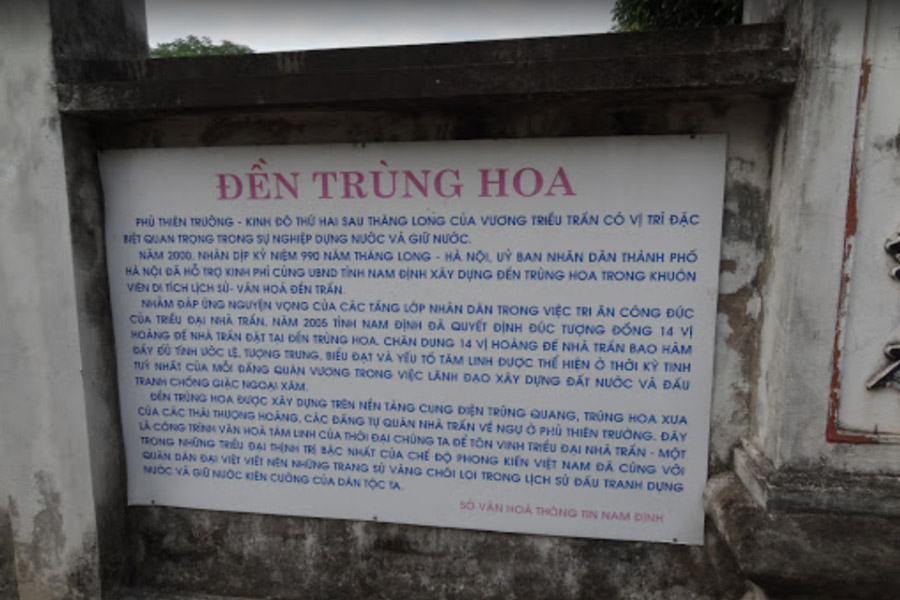 ĐỀN TRÙNG HOA
PHỦ THIÊN TRƯỜNG - KINH ĐÔ THỨ HAI SAU THĂNG LONG CỦA VƯƠNG TRIỀU TRẦN CÓ VỊ TRÍ ĐẶC
BIỆT QUAN TRỌNG TRONG SỰ NGHIỆP DỰNG NƯỚC VÀ GIỮ NƯỚC.
NĂM 2000, NHÂN DỊP KỶ NIỆM 990 NĂM THĂNG LONG - HÀ NỘI, UỶ BAN NHÂN DÂN THÀNH PHỐ
HÀ NỘI ĐÃ HỖ TRỢ KINH PHÍ CÙNG UBND TỈNH NAM ĐỊNH XÂY DỰNG ĐỀN TRÙNG HOA TRONG KHUÔN
VIÊN DI TÍCH LỊCH SỬ- VĂN HOÁ ĐỀN TRẦN.
NHẰM ĐÁP ỨNG NGUYỆN VỌNG CỦA CÁC TẦNG LỚP NHÂN DÂN TRONG VIỆC TRI ÂN CÔNG ĐỨC
CỦA TRIỀU ĐẠI NHÀ TRẦN, NĂM 2005 TỈNH NAM ĐỊNH ĐÃ QUYẾT ĐỊNH ĐÚC TƯỢNG ĐỒNG 14 VỊ
HOÀNG ĐẾ NHÀ TRẦN ĐẶT TẠI ĐỀN TRÙNG HOA. CHÂN DUNG 14 VỊ HOÀNG ĐẾ NHÀ TRẦN BAO HÀM
ĐẦY ĐỦ TÍNH ƯỚC LỆ, TƯỢNG TRƯNG, BIỂU ĐẠT VÀ YẾU TỐ TÂM LINH ĐƯỢC THỂ HIỆN Ở THỜI KỲ TINH
TUÝ NHẤT CỦA MỖI ĐẤNG QUÂN VƯƠNG TRONG VIỆC LÃNH ĐẠO XÂY DỰNG ĐẤT NƯỚC VÀ ĐẤU
TRANH CHỐNG GIẶC NGOẠI XÂM.
ĐỀN TRÙNG HOA ĐƯỢC XÂY DỰNG TRÊN NỀN TẢNG CUNG ĐIỆN TRÙNG QUANG, TRÙNG HOA XƯA
CỦA CÁC THÁI THƯỢNG HOÀNG, CÁC ĐẤNG TỰ QUÂN NHÀ TRẦN VỀ NGỰ Ở PHỦ THIÊN TRƯỜNG. ĐÂY
LÀ CÔNG TRÌNH VĂN HOÁ TÂM LINH CỦA THỜI ĐẠI CHÚNG TA ĐỂ TÔN VINH TRIỀU ĐẠI NHÀ TRẦN - MỘT
TRONG NHỮNG TRIỀU ĐẠI THỊNH TRỊ BẬC NHẤT CỦA CHẾ ĐỘ PHONG KIẾN VIỆT NAM ĐÃ CÙNG VỚI
QUÂN DÂN ĐẠI VIỆT VIẾT NÊN NHỮNG TRANG SỬ VÀNG CHÓI LỌI TRONG LỊCH SỬ ĐẤU TRANH DỰNG
NƯỚC VÀ GIỮ NƯỚC KIÊN CƯỜNG CỦA DÂN TỘC TA.
SỞ VĂN HOÁ THÔNG TIN NAM ĐỊNH